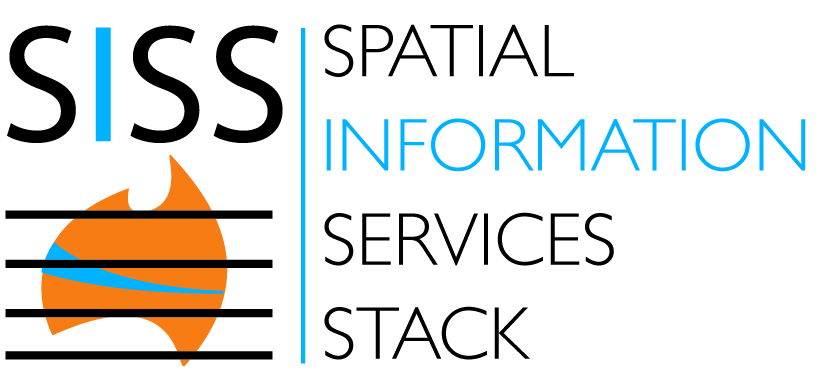 SISS
SPATIAL
INFORMATION
SERVICES
STACK